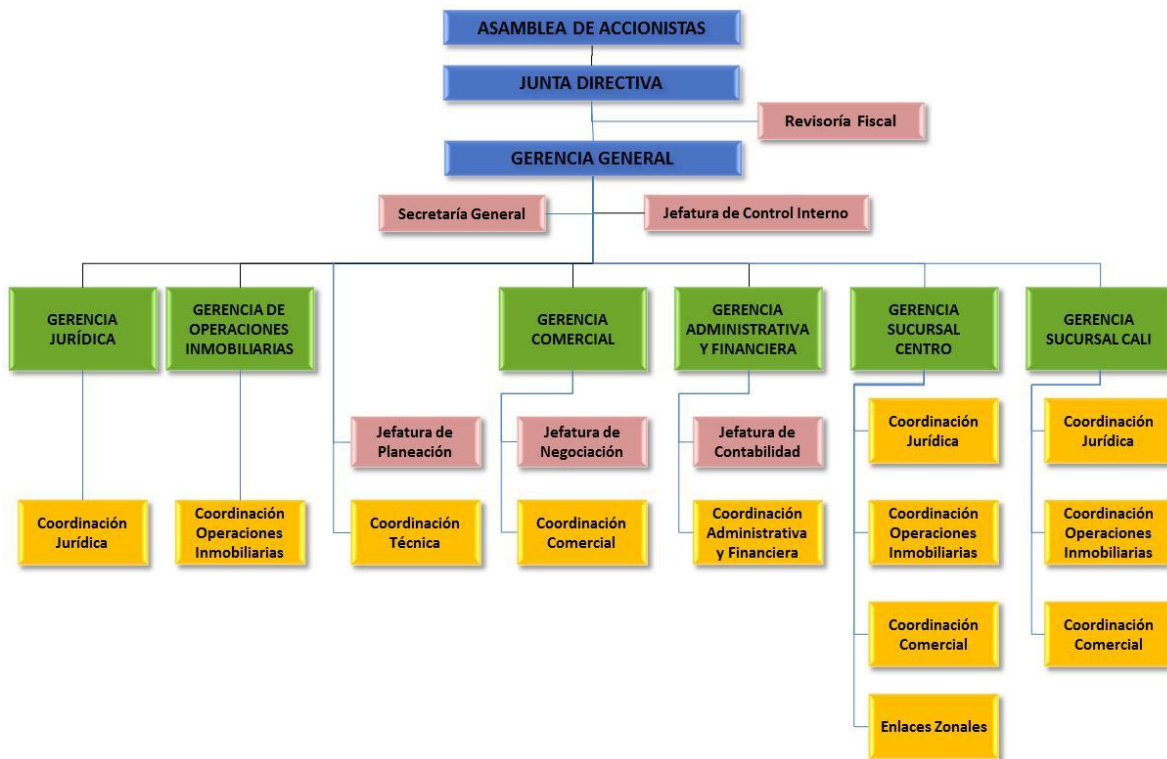 ASAMBLEA DE ACCIONISTAS
JUNTA DIRECTIVA
Revisoría Fiscal
GERENCIA GENERAL
Secretaría General
Jefatura de Control Interno
GERENCIA
JURÍDICA
GERENCIA DE
OPERACIONES
INMOBILIARIAS
GERENCIA
COMERCIAL
GERENCIA
ADMINISTRATIVA
Y FINANCIERA
GERENCIA
SUCURSAL
CENTRO
GERENCIA
SUCURSAL CALI
Jefatura de
Planeación
Jefatura de
Negociación
Jefatura de
Contabilidad
Coordinación
Jurídica
Coordinación
Jurídica
Coordinación
Jurídica
Coordinación
Operaciones
Inmobiliarias
Coordinación
Técnica
Coordinación
Comercial
Coordinación
Administrativa
y Financiera
Coordinación
Operaciones
Inmobiliarias
Coordinación
Operaciones
Inmobiliarias
Coordinación
Comercial
Coordinación
Comercial
Enlaces Zonales